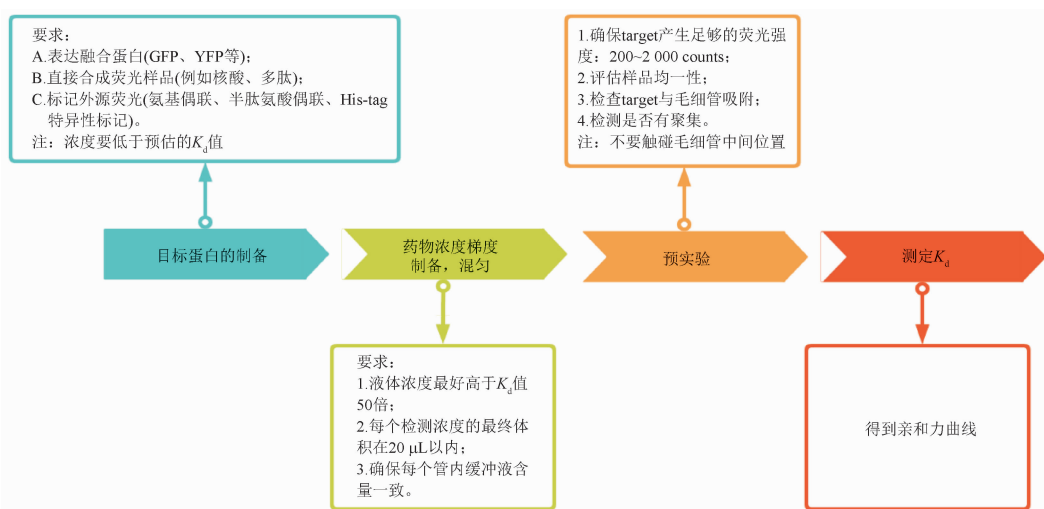 要求：
A.表达融合蛋白(GFP、YFP等)；
B.直接合成荧光样品(例如核酸、多肽)；
C.标记外源荧光(氨基偶联、半胱氨酸偶联、His-tag
特异性标记)。
注：浓度要低于预估的Kd值
1.确保target产生足够的荧光强
度：200~2 000 counts；
2.评估样品均一性；
3.检查target与毛细管吸附；
4.检测是否有聚集。
注：不要触碰毛细管中间位置
目标蛋白的制备
药物浓度梯度
制备，混匀
预实验
测定Kd
要求：
1.液体浓度最好高于Kd值
50倍；
2.每个检测浓度的最终体
积在20 μL以内；
3.确保每个管内缓冲液含
量一致。
得到亲和力曲线